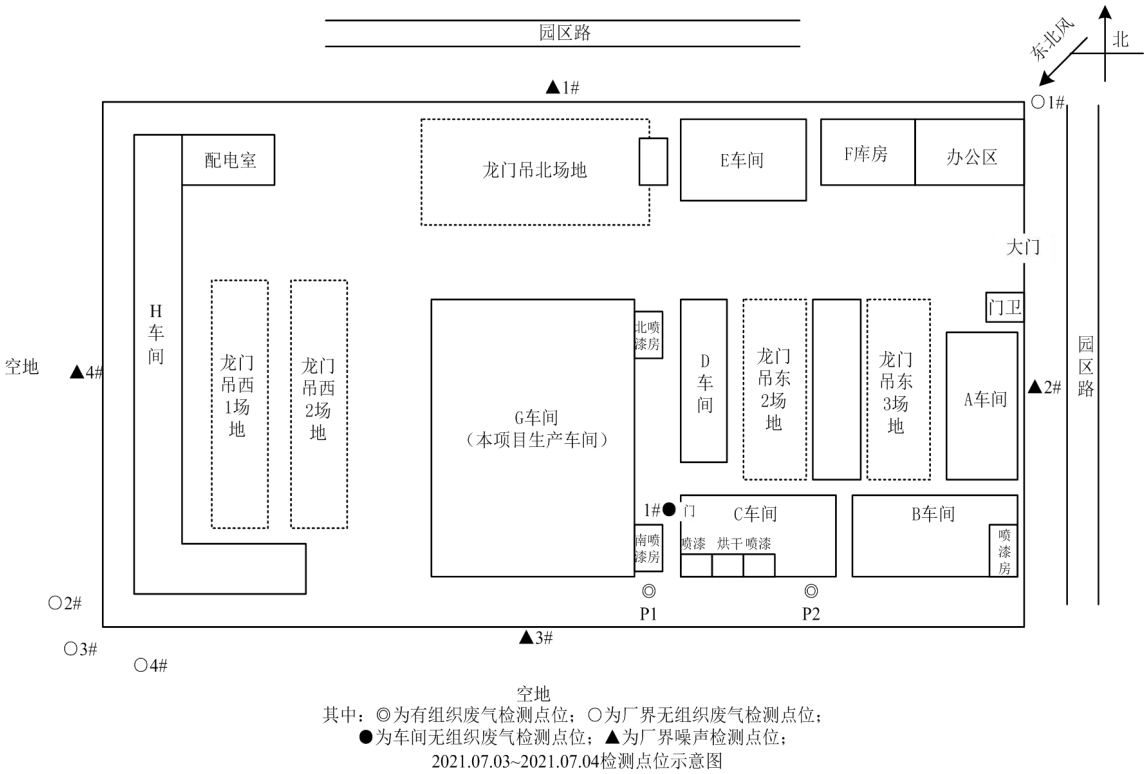 园区路
东北风
北
▲1#
○1#
配电室
龙门吊北场地
E车间
F库房
办公区
大门
门卫
H
车
间
龙门
吊西
1场
地
龙门
吊西
2场
地
北喷
漆房
D
车
间
龙门
吊东
2场
地
龙门
吊东
3场
地
A车间
园
区
路
空地
▲4#
▲2#
G车间
（本项目生产车间）
1#●
门
C车间
B车间
南喷
漆房
喷漆
烘干
喷漆
喷
漆
房
◎
P1
◎
P2
○2#
○3#
○4#
▲3#
空地
其中：◎为有组织废气检测点位；○为厂界无组织废气检测点位；
●为车间无组织废气检测点位；▲为厂界噪声检测点位；
2021.07.03~2021.07.04检测点位示意图